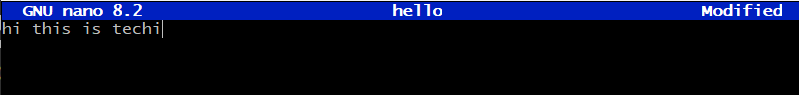 GNU nano 8.2 hello Modified
hi this is techi